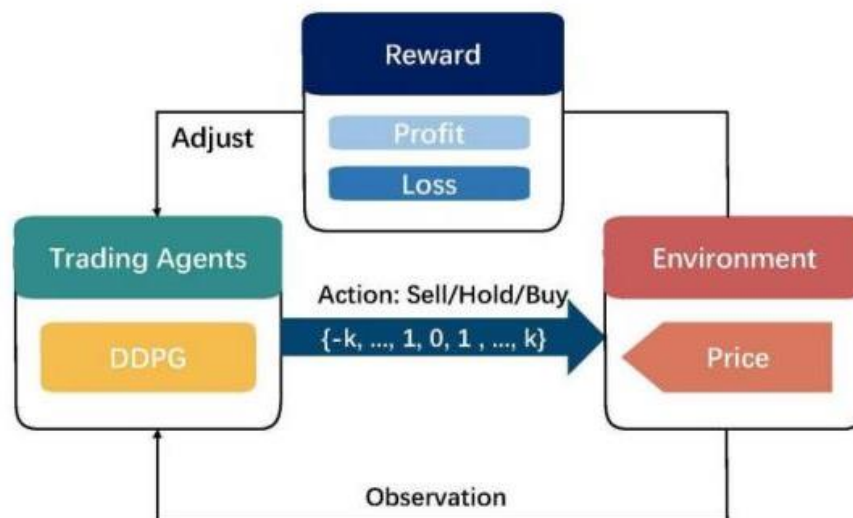 Reward
Profit
Loss
Adjust
Trading Agents
DDPG
Action: Sell/Hold/Buy
{-k, ..., 1, 0, 1 , ..., k}
Environment
Price
Observation